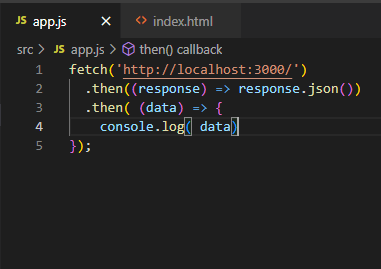 JS app.js × <> index.html
src > JS app.js > then() callback
1 fetch('http://localhost:3000/')
2   .then((response) => response.json())
3   .then( (data) => {
4     console.log( data)
5 });